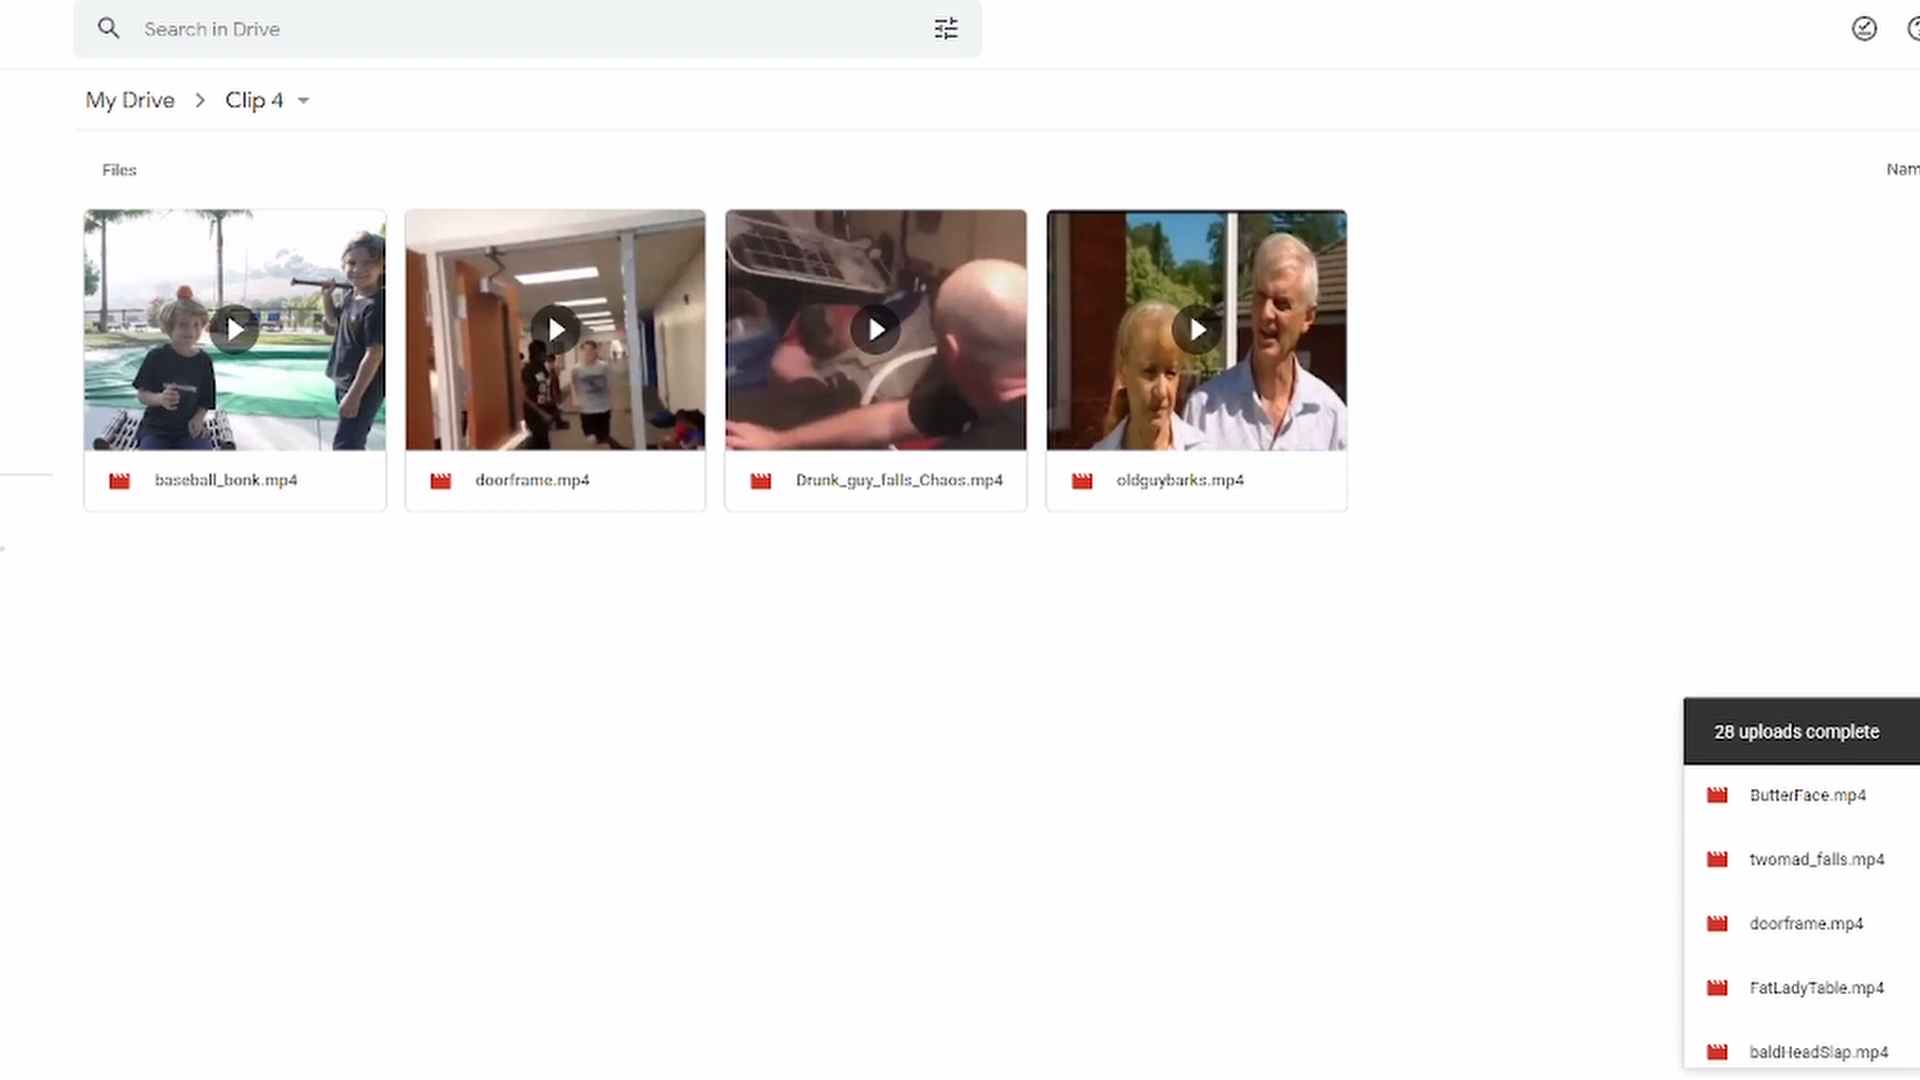 Search in Drive
My Drive > Clip 4
Files
Nam
baseball_bonk.mp4
doorframe.mp4
Drunk_guy_falls_Chaos.mp4
oldguybarks.mp4
28 uploads complete
ButterFace.mp4
twomad_falls.mp4
doorframe.mp4
FatLadyTable.mp4
baldHeadSlap.mp4